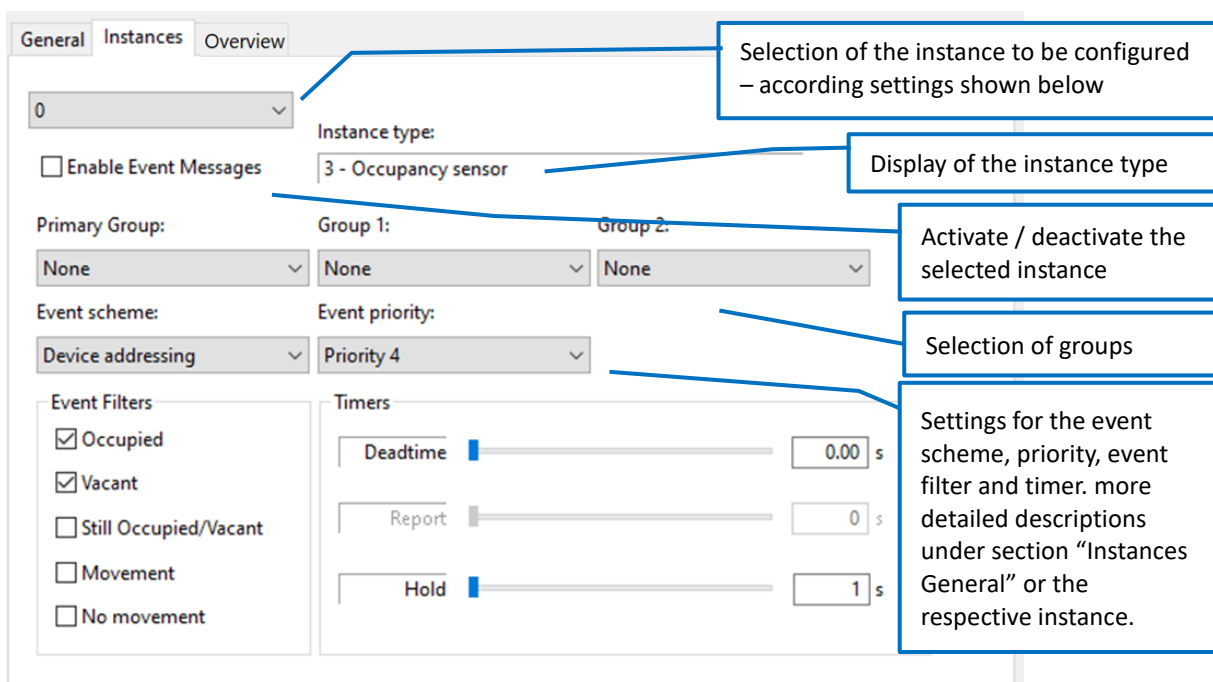 General Instances Overview
Selection of the instance to be configured
– according settings shown below
0
Instance type:
Enable Event Messages
3 - Occupancy sensor
Display of the instance type
Primary Group:
Group 1:
Group 2:
Activate / deactivate the
selected instance
None
None
None
Event scheme:
Event priority:
Selection of groups
Device addressing
Priority 4
Event Filters
Occupied
Vacant
Still Occupied/Vacant
Movement
No movement
Timers
Deadtime 0.00 s
Report 0 s
Hold 1 s
Settings for the event
scheme, priority, event
filter and timer. more
detailed descriptions
under section “Instances
General” or the
respective instance.